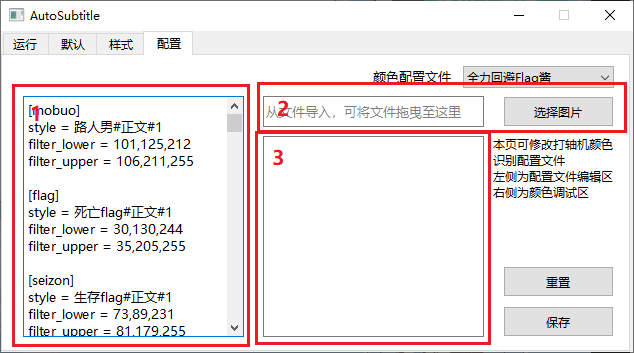 AutoSubtitle
运行 默认 样式 配置
颜色配置文件 全力回避Flag酱
1
[mobuo]
style = 路人男#正文#1
filter_lower = 101,125,212
filter_upper = 106,211,255
[flag]
style = 死亡flag#正文#1
filter_lower = 30,130,244
filter_upper = 35,205,255
[seizon]
style = 生存flag#正文#1
filter_lower = 73,89,231
filter_upper = 81,179,255
2
从文件导入，可将文件拖曳至这里
选择图片
3
本页可修改打轴机颜色
识别配置文件
左侧为配置文件编辑区
右侧为颜色调试区
重置
保存